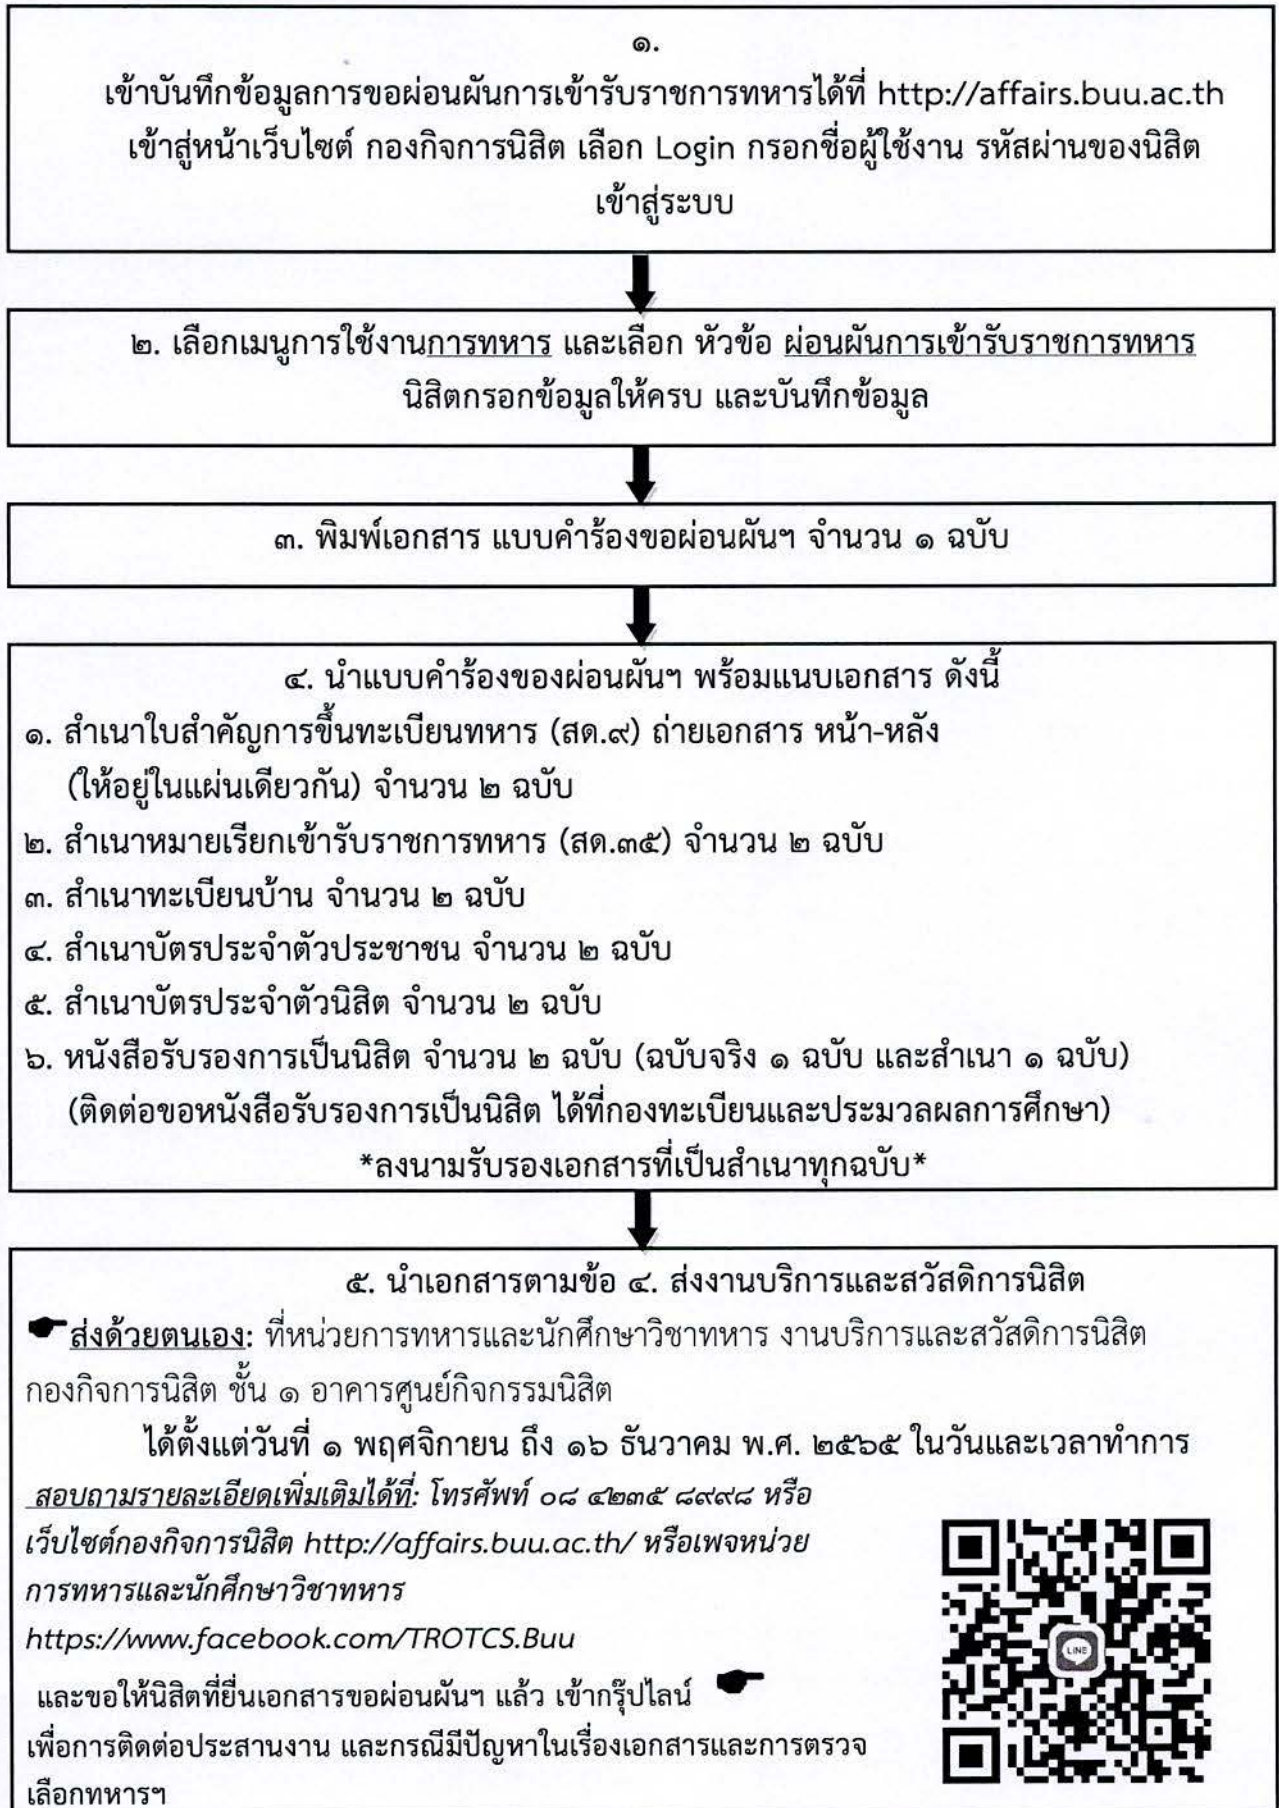 ๑.
เข้าบันทึกข้อมูลการขอผ่อนผันการเข้ารับราชการทหารได้ที่ http://affairs.buu.ac.th
เข้าสู่หน้าเว็บไซต์ กองกิจการนิสิต เลือก Login กรอกชื่อผู้ใช้งาน รหัสผ่านของนิสิต
เข้าสู่ระบบ
๒. เลือกเมนูการใช้งานการทหาร และเลือก หัวข้อ ผ่อนผันการเข้ารับราชการทหาร
นิสิตกรอกข้อมูลให้ครบ และบันทึกข้อมูล
๓. พิมพ์เอกสาร แบบคำร้องขอผ่อนผันฯ จำนวน ๑ ฉบับ
๔. นำแบบคำร้องของผ่อนผันฯ พร้อมแนบเอกสาร ดังนี้
๑. สำเนาใบสำคัญการขึ้นทะเบียนทหาร (สด.๙) ถ่ายเอกสาร หน้า-หลัง
(ให้อยู่ในแผ่นเดียวกัน) จำนวน ๒ ฉบับ
๒. สำเนาหมายเรียกเข้ารับราชการทหาร (สด.๓๕) จำนวน ๒ ฉบับ
๓. สำเนาทะเบียนบ้าน จำนวน ๒ ฉบับ
๔. สำเนาบัตรประจำตัวประชาชน จำนวน ๒ ฉบับ
๕. สำเนาบัตรประจำตัวนิสิต จำนวน ๒ ฉบับ
๖. หนังสือรับรองการเป็นนิสิต จำนวน ๒ ฉบับ (ฉบับจริง ๑ ฉบับ และสำเนา ๑ ฉบับ)
(ติดต่อขอหนังสือรับรองการเป็นนิสิต ได้ที่กองทะเบียนและประมวลผลการศึกษา)
*ลงนามรับรองเอกสารที่เป็นสำเนาทุกฉบับ*
๕. นำเอกสารตามข้อ ๔. ส่งงานบริการและสวัสดิการนิสิต
ส่งด้วยตนเอง: ที่หน่วยการทหารและนักศึกษาวิชาทหาร งานบริการและสวัสดิการนิสิต
กองกิจการนิสิต ชั้น ๑ อาคารศูนย์กิจกรรมนิสิต
ได้ตั้งแต่วันที่ ๑ พฤศจิกายน ถึง ๑๖ ธันวาคม พ.ศ. ๒๕๖๕ ในวันและเวลาทำการ
สอบถามรายละเอียดเพิ่มเติมได้ที่: โทรศัพท์ ๐๘ ๔๒๓๕ ๘๙๙๘ หรือ
เว็บไซต์กองกิจการนิสิต http://affairs.buu.ac.th/ หรือเพจหน่วย
การทหารและนักศึกษาวิชาทหาร
https://www.facebook.com/TROTCS.Buu
และขอให้นิสิตที่ยื่นเอกสารขอผ่อนผันฯ แล้ว เข้ากรุ๊ปไลน์
เพื่อการติดต่อประสานงาน และกรณีมีปัญหาในเรื่องเอกสารและการตรวจ
เลือกทหารฯ
LINE